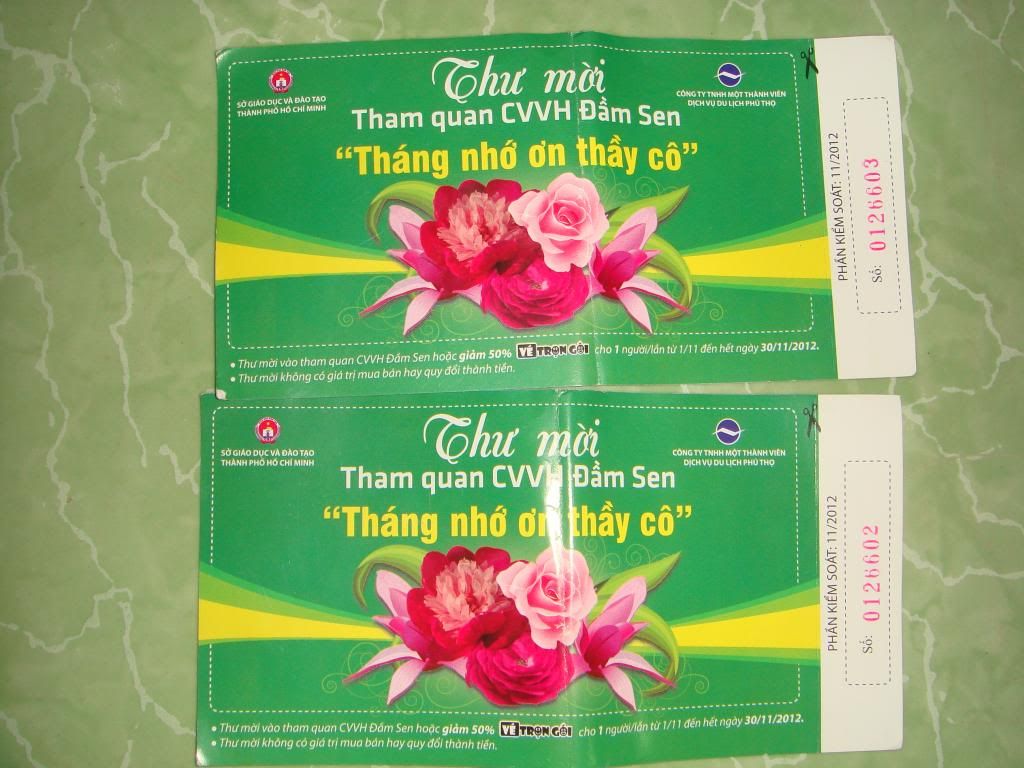 SỞ GIÁO DỤC VÀ ĐÀO TẠO
THÀNH PHỐ HỒ CHÍ MINH
Thư mời
Tham quan CVVH Đầm Sen
“Tháng nhớ ơn thầy cô”
CÔNG TY TNHH MỘT THÀNH VIÊN
DỊCH VỤ DU LỊCH PHÚ THỌ
• Thư mời vào tham quan CVVH Đầm Sen hoặc giảm 50% VÉ TRỌN GÓI cho 1 người/lần từ 1/11 đến hết ngày 30/11/2012.
• Thư mời không có giá trị mua bán hay quy đổi thành tiền.
PHẦN KIỂM SOÁT: 11/2012
Số: 0126603
SỞ GIÁO DỤC VÀ ĐÀO TẠO
THÀNH PHỐ HỒ CHÍ MINH
Thư mời
Tham quan CVVH Đầm Sen
“Tháng nhớ ơn thầy cô”
CÔNG TY TNHH MỘT THÀNH VIÊN
DỊCH VỤ DU LỊCH PHÚ THỌ
• Thư mời vào tham quan CVVH Đầm Sen hoặc giảm 50% VÉ TRỌN GÓI cho 1 người/lần từ 1/11 đến hết ngày 30/11/2012.
• Thư mời không có giá trị mua bán hay quy đổi thành tiền.
PHẦN KIỂM SOÁT: 11/2012
Số: 0126602